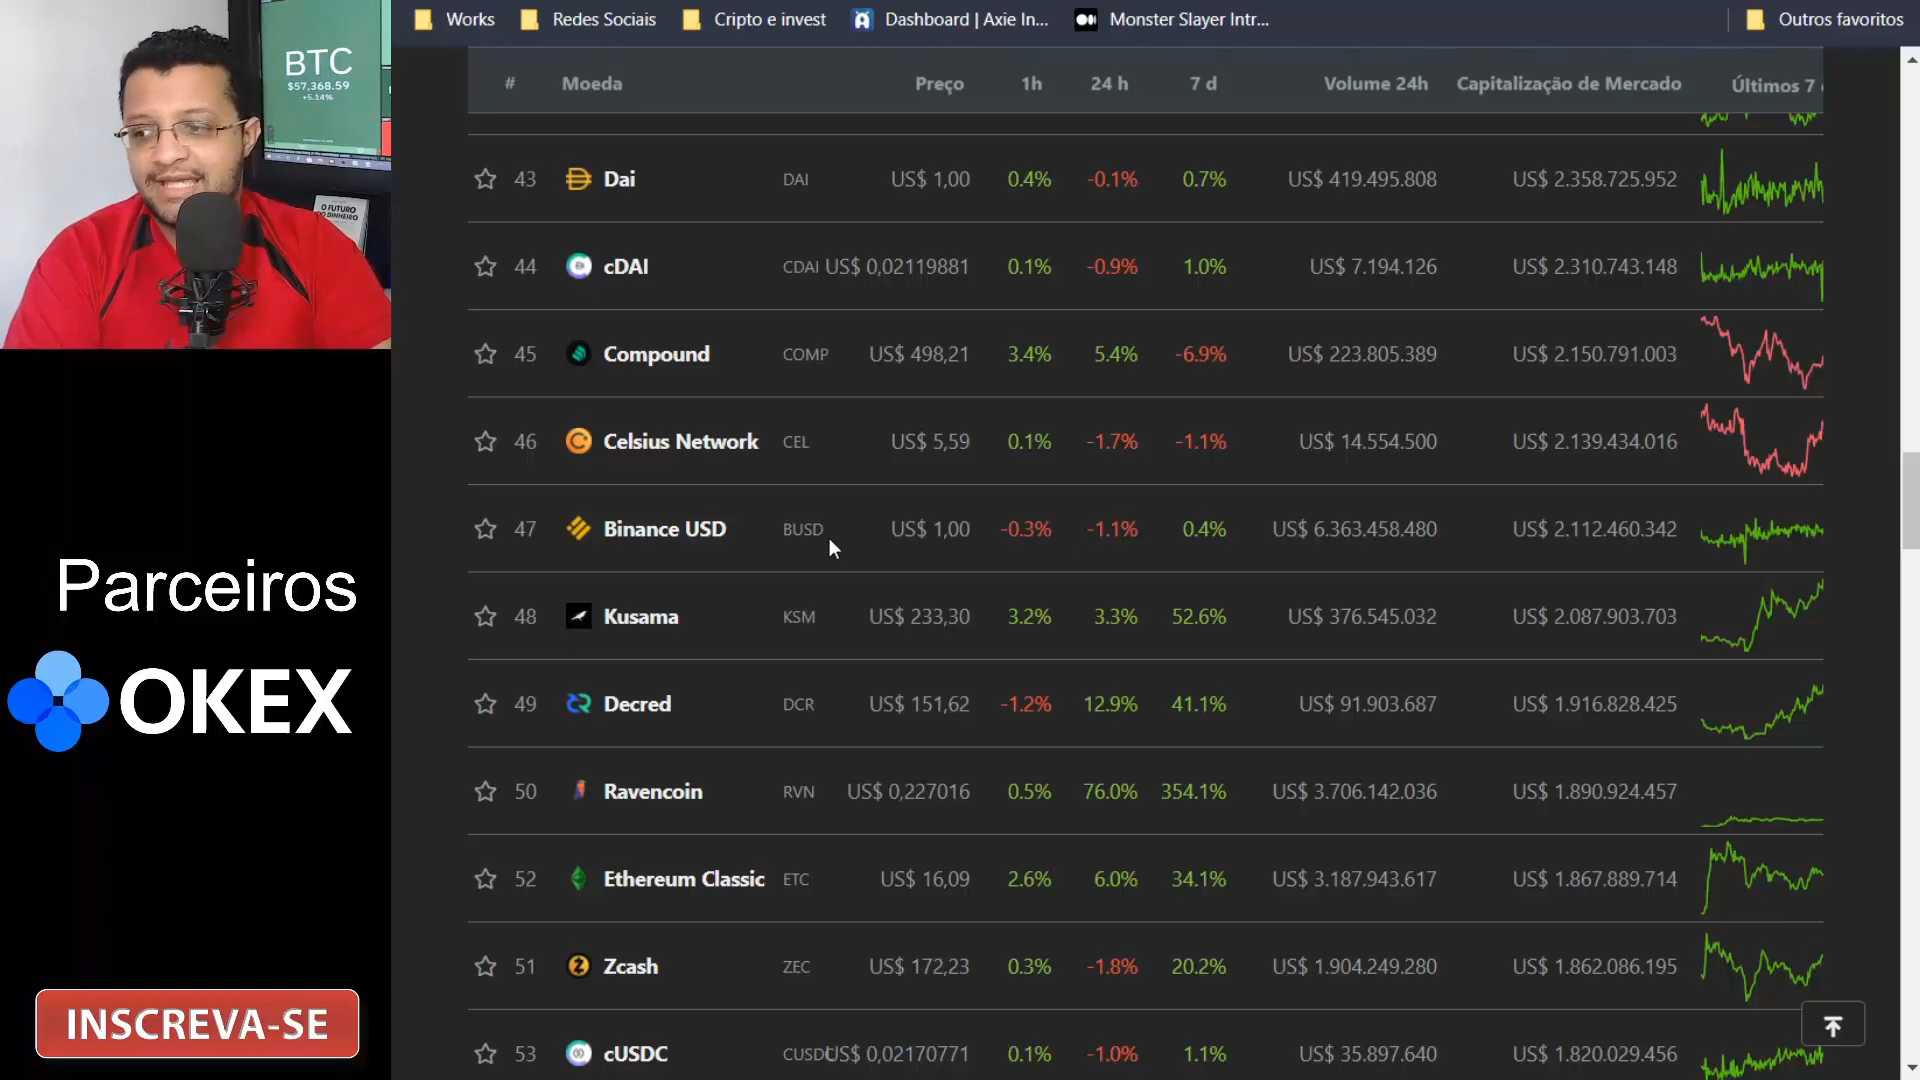 Works
Redes Sociais
Cripto e invest
Dashboard | Axie In...
Monster Slayer Intr...
Outros favoritos
BTC
$57,368.59
+5.14%
O FUTURO
DO DINHEIRO
# Moeda Preço 1h 24 h 7 d Volume 24h Capitalização de Mercado Últimos 7
43 Dai DAI US$ 1,00 0.4% -0.1% 0.7% US$ 419.495.808 US$ 2.358.725.952
44 cDAI CDAI US$ 0,02119881 0.1% -0.9% 1.0% US$ 7.194.126 US$ 2.310.743.148
45 Compound COMP US$ 498,21 3.4% 5.4% -6.9% US$ 223.805.389 US$ 2.150.791.003
46 Celsius Network CEL US$ 5,59 0.1% -1.7% -1.1% US$ 14.554.500 US$ 2.139.434.016
47 Binance USD BUSD US$ 1,00 -0.3% -1.1% 0.4% US$ 6.363.458.480 US$ 2.112.460.342
48 Kusama KSM US$ 233,30 3.2% 3.3% 52.6% US$ 376.545.032 US$ 2.087.903.703
49 Decred DCR US$ 151,62 -1.2% 12.9% 41.1% US$ 91.903.687 US$ 1.916.828.425
50 Ravencoin RVN US$ 0,227016 0.5% 76.0% 354.1% US$ 3.706.142.036 US$ 1.890.924.457
52 Ethereum Classic ETC US$ 16,09 2.6% 6.0% 34.1% US$ 3.187.943.617 US$ 1.867.889.714
51 Zcash ZEC US$ 172,23 0.3% -1.8% 20.2% US$ 1.904.249.280 US$ 1.862.086.195
53 cUSDC CUSDC US$ 0,02170771 0.1% -1.0% 1.1% US$ 35.897.640 US$ 1.820.029.456
Parceiros
OKEX
INSCREVA-SE